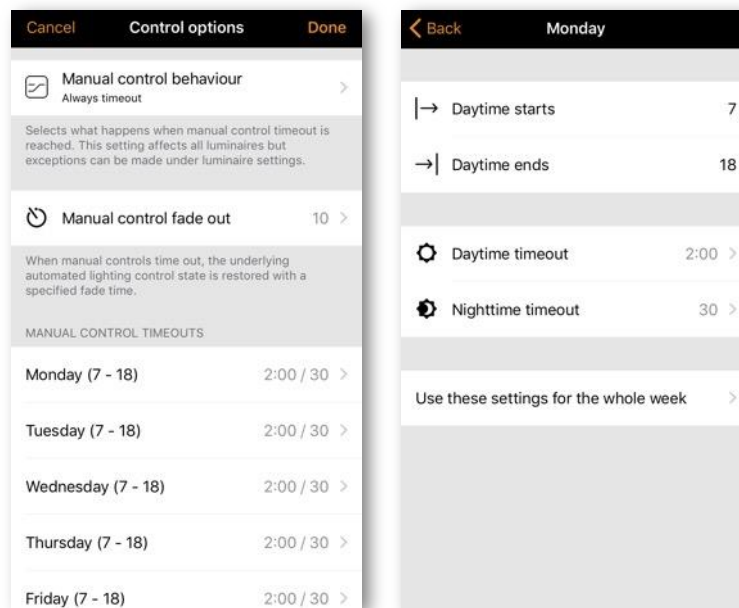 Cancel Control options Done
Manual control behaviour
Always timeout
Selects what happens when manual control timeout is
reached. This setting affects all luminaires but
exceptions can be made under luminaire settings.
Manual control fade out 10
When manual controls time out, the underlying
automated lighting control state is restored with a
specified fade time.
MANUAL CONTROL TIMEOUTS
Monday (7 - 18) 2:00 / 30
Tuesday (7 - 18) 2:00 / 30
Wednesday (7 - 18) 2:00 / 30
Thursday (7 - 18) 2:00 / 30
Friday (7 - 18) 2:00 / 30
Back Monday
Daytime starts 7
Daytime ends 18
Daytime timeout 2:00
Nighttime timeout 30
Use these settings for the whole week